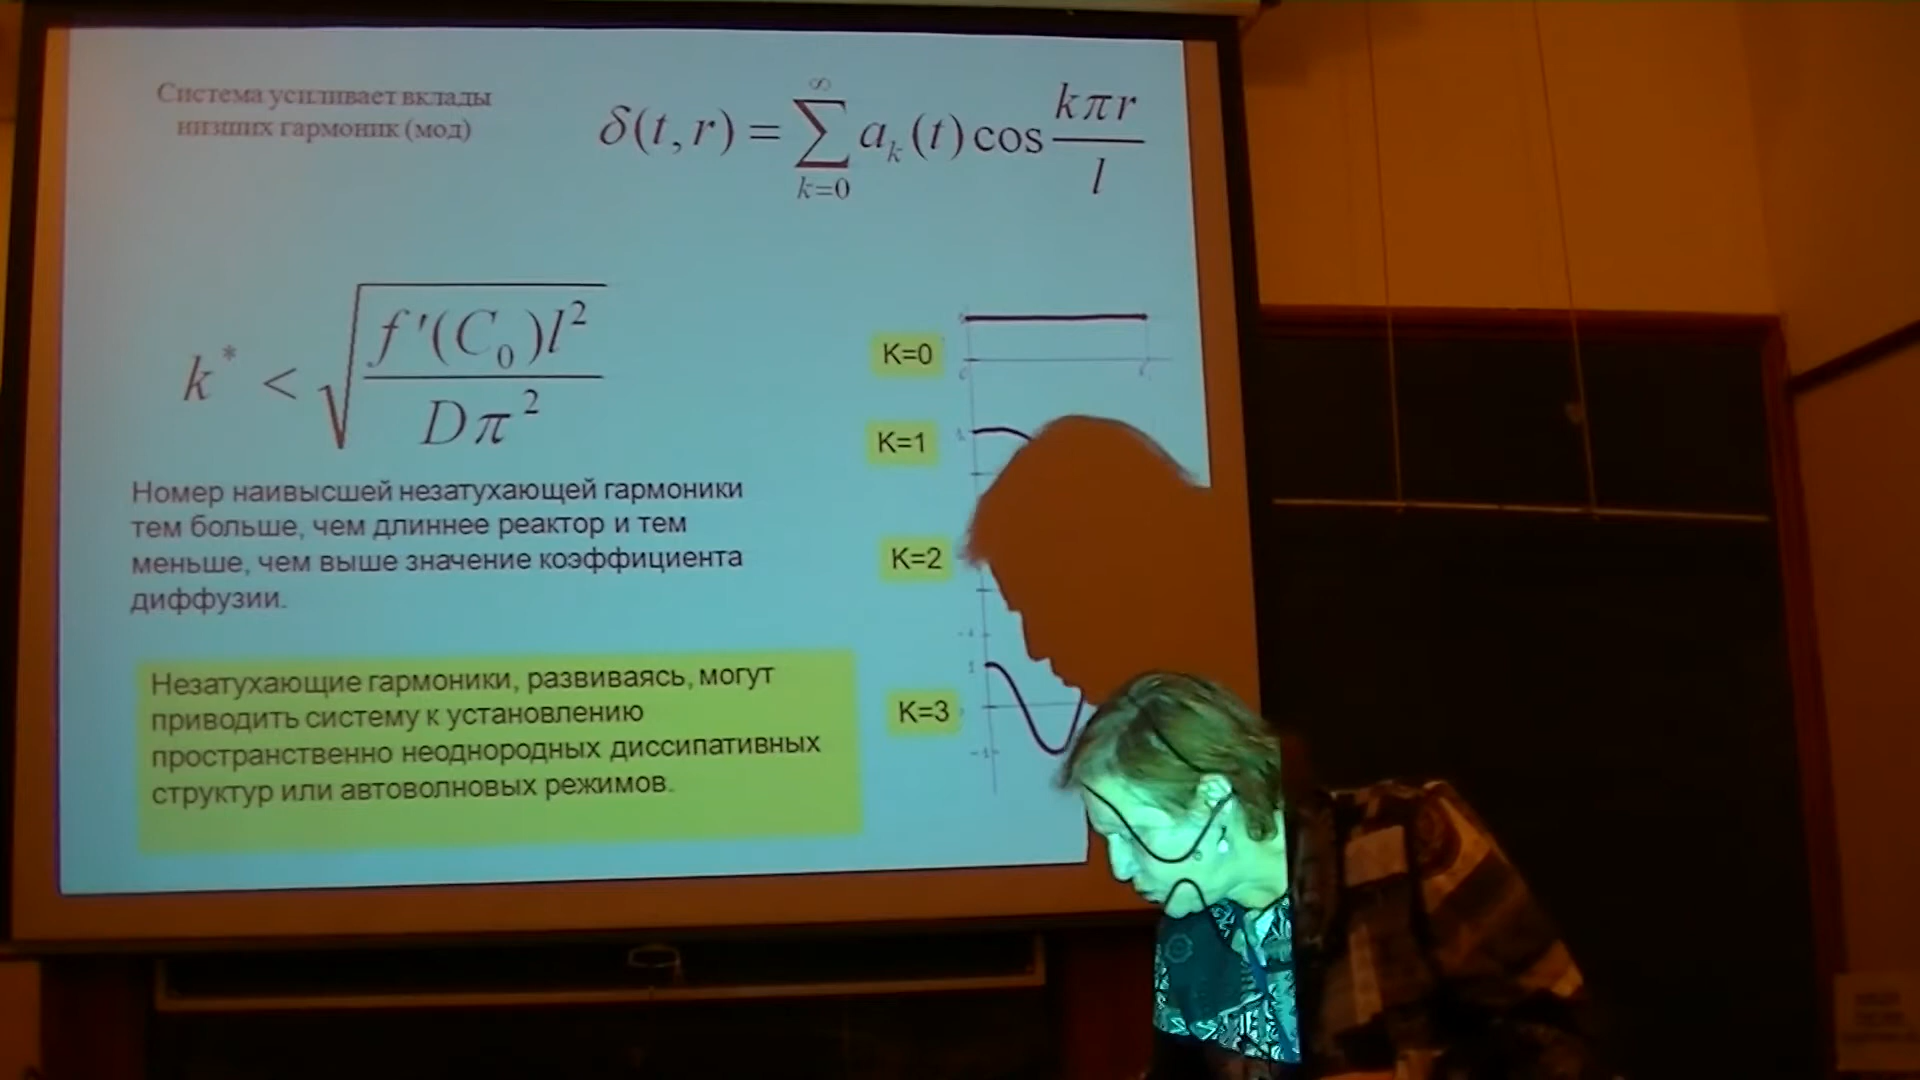 Система усиливает вклады
низших гармоник (мод)
δ(t, r) = ∑_{k=0}^{∞} a_k (t) cos kπr / l
k* < √(f'(C_0)l² / Dπ²)
Номер наивысшей незатухающей гармоники
тем больше, чем длиннее реактор и тем
меньше, чем выше значение коэффициента
диффузии.
Незатухающие гармоники, развиваясь, могут
приводить систему к установлению
пространственно неоднородных диссипативных
структур или автоволновых режимов.
K=0
K=1
K=2
K=3